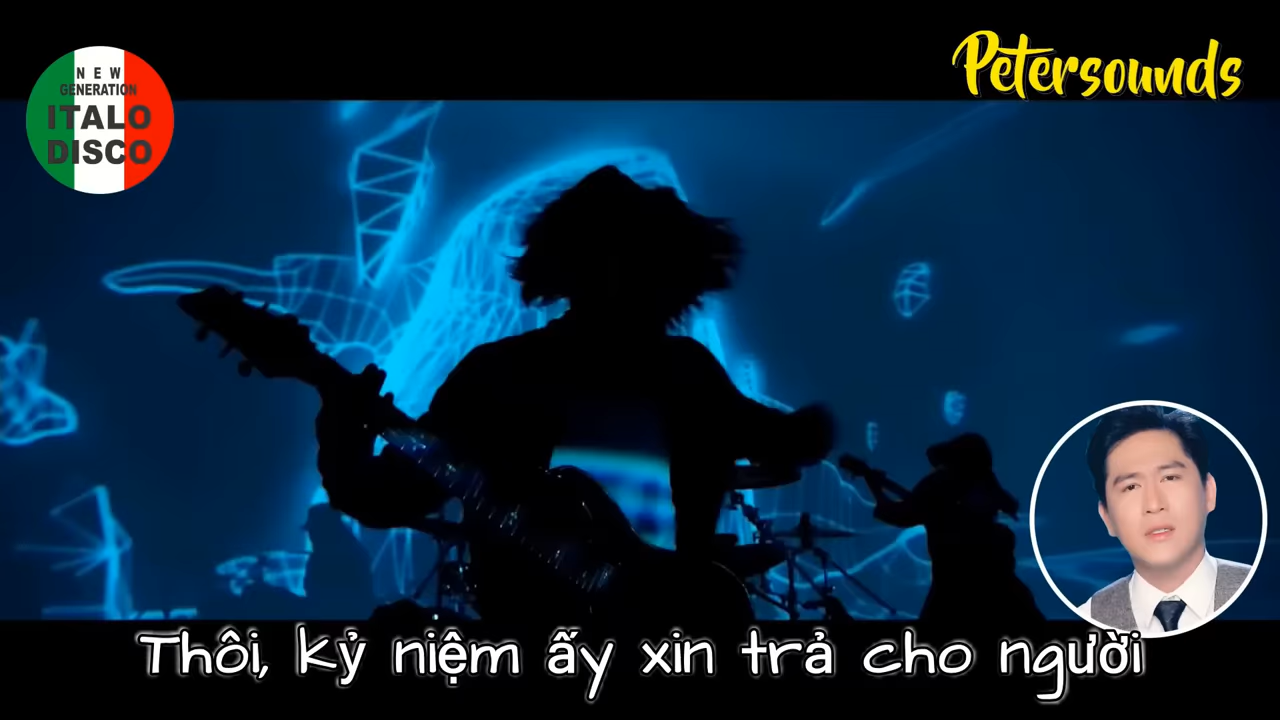 NEW
GENERATION
ITALO
DISCO
Petersounds
Thôi, kỷ niệm ấy xin trả cho người